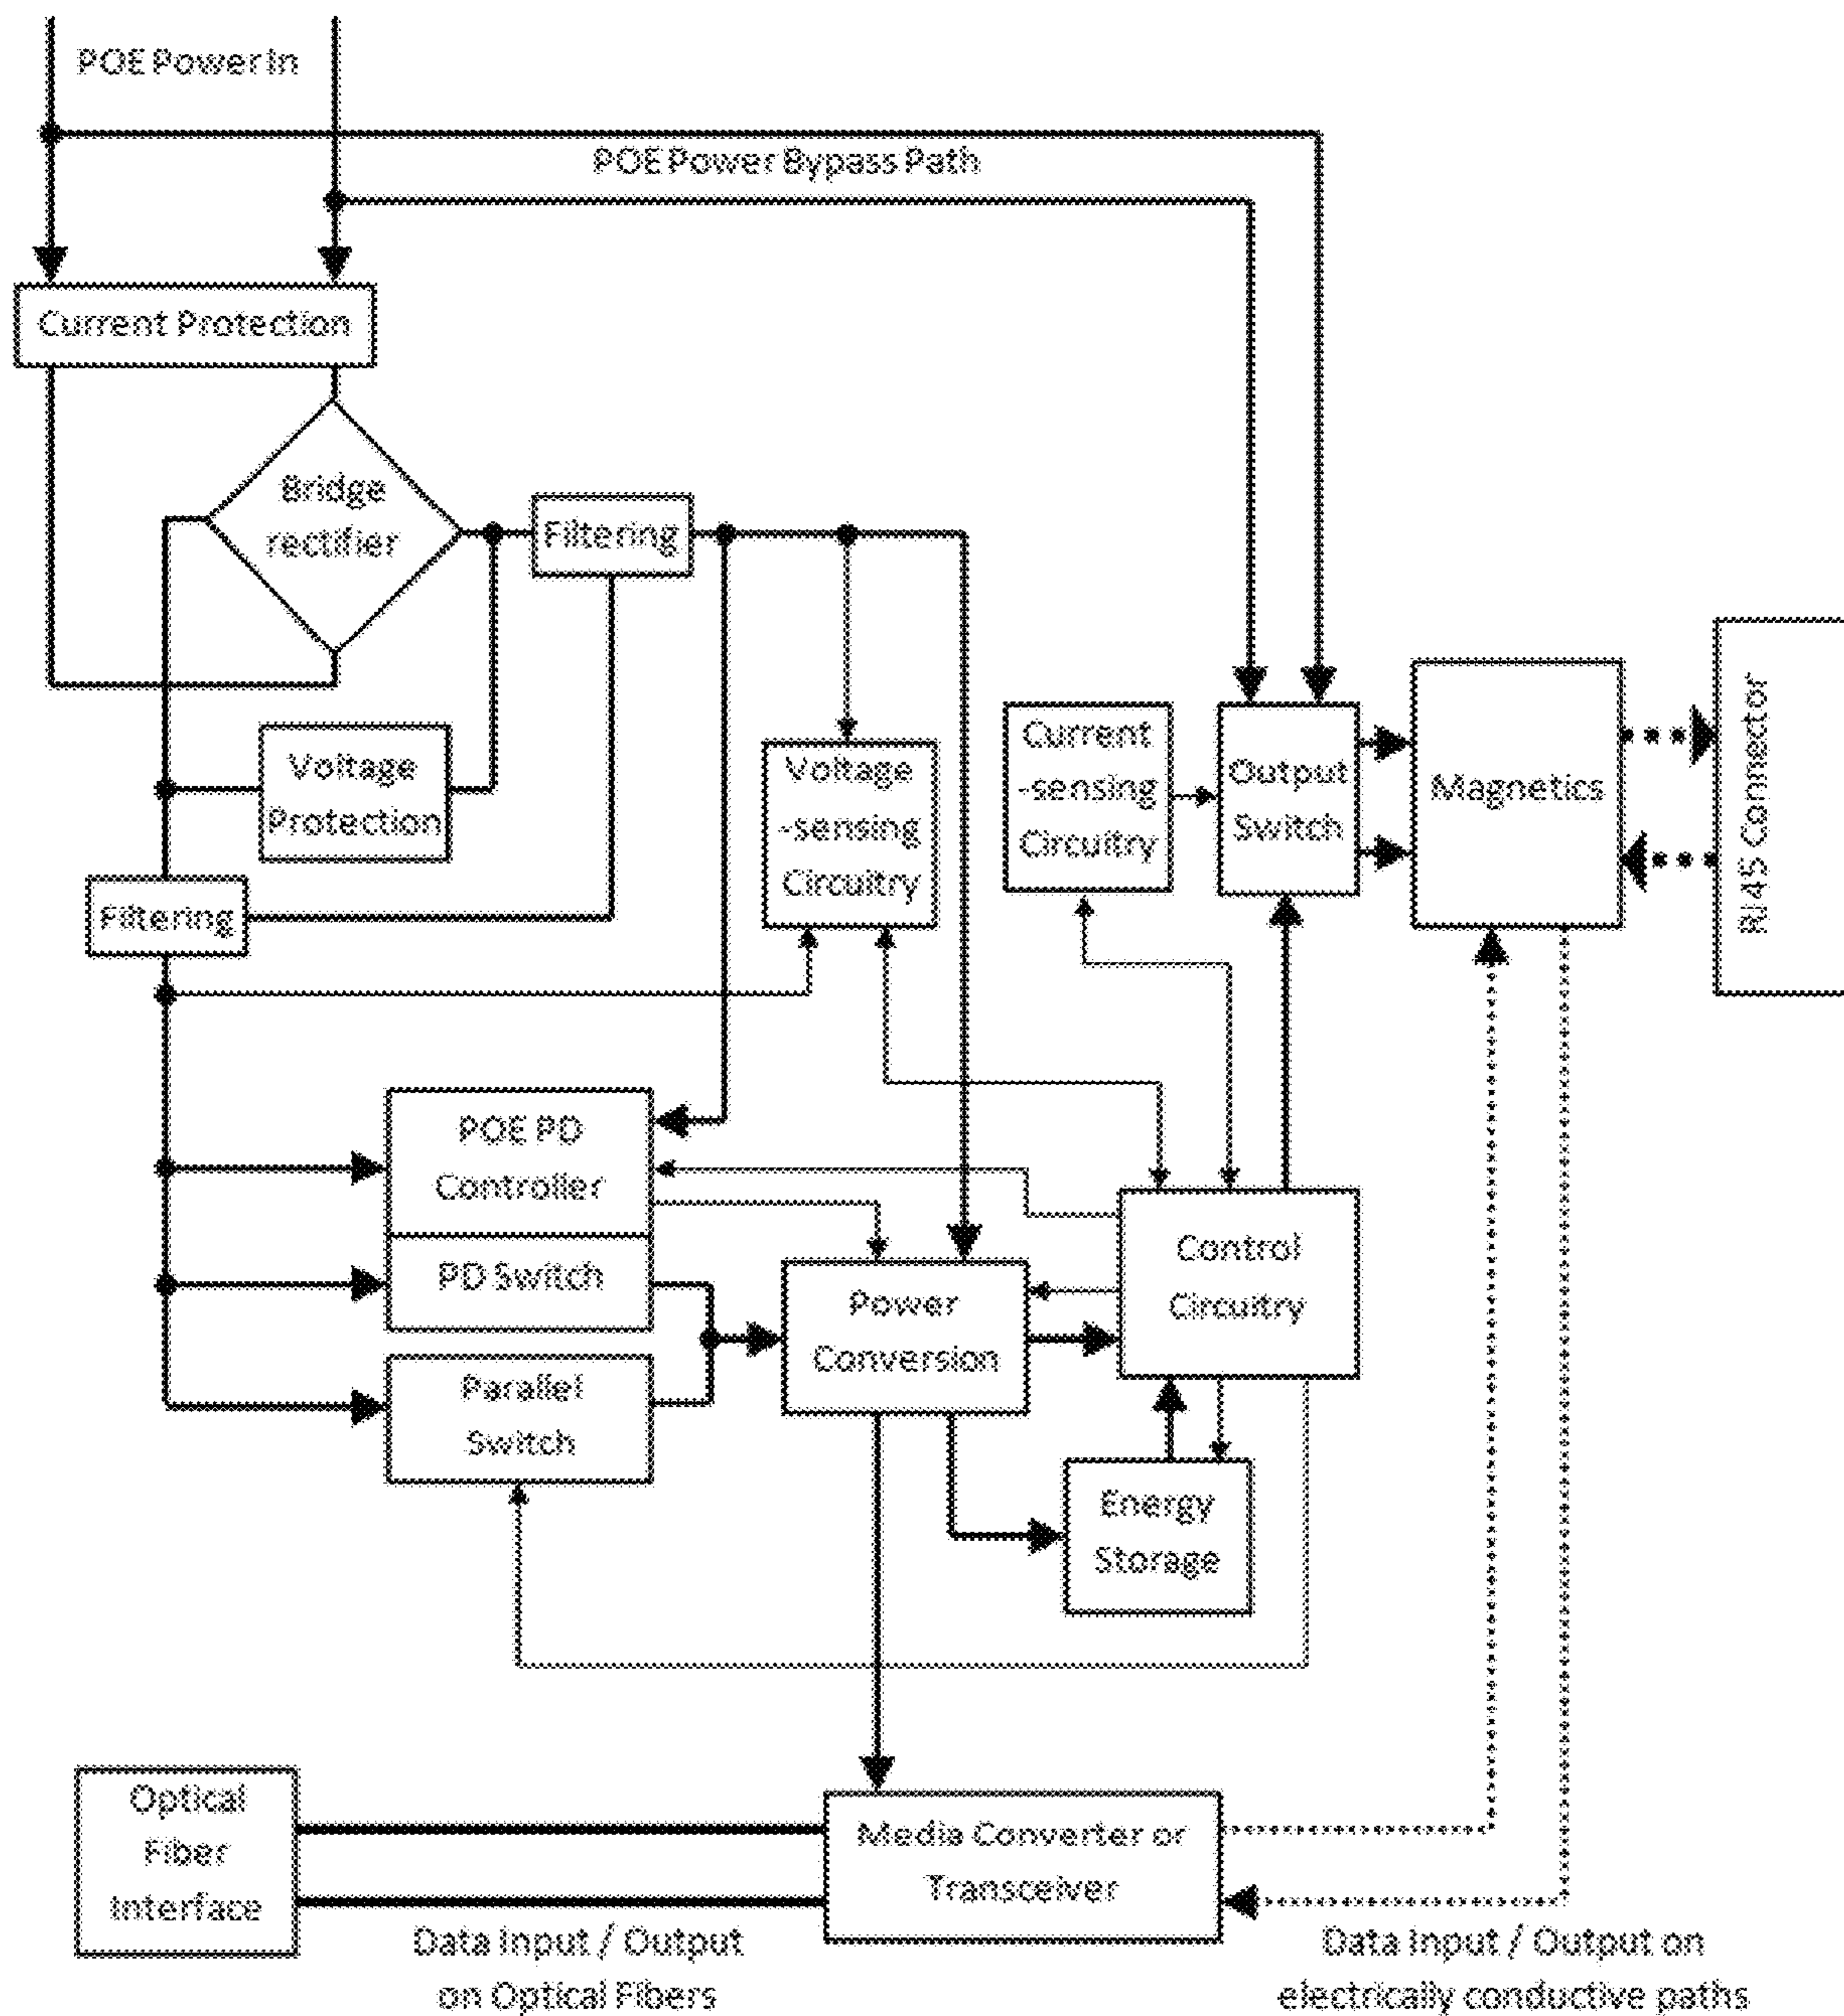 POE Power In
POE Power Bypass Path
Current Protection
Bridge
rectifier
Filtering
Voltage
Protection
Filtering
Voltage
-sensing
Circuitry
Current
-sensing
Circuitry
Output
Switch
Magnetics
RJ45 Connector
POE PD
Controller
PD Switch
Parallel
Switch
Power
Conversion
Control
Circuitry
Energy
Storage
Optical
Fiber
Interface
Media Converter or
Transceiver
Data Input / Output
on Optical Fibers
Data Input / Output on
electrically conductive paths